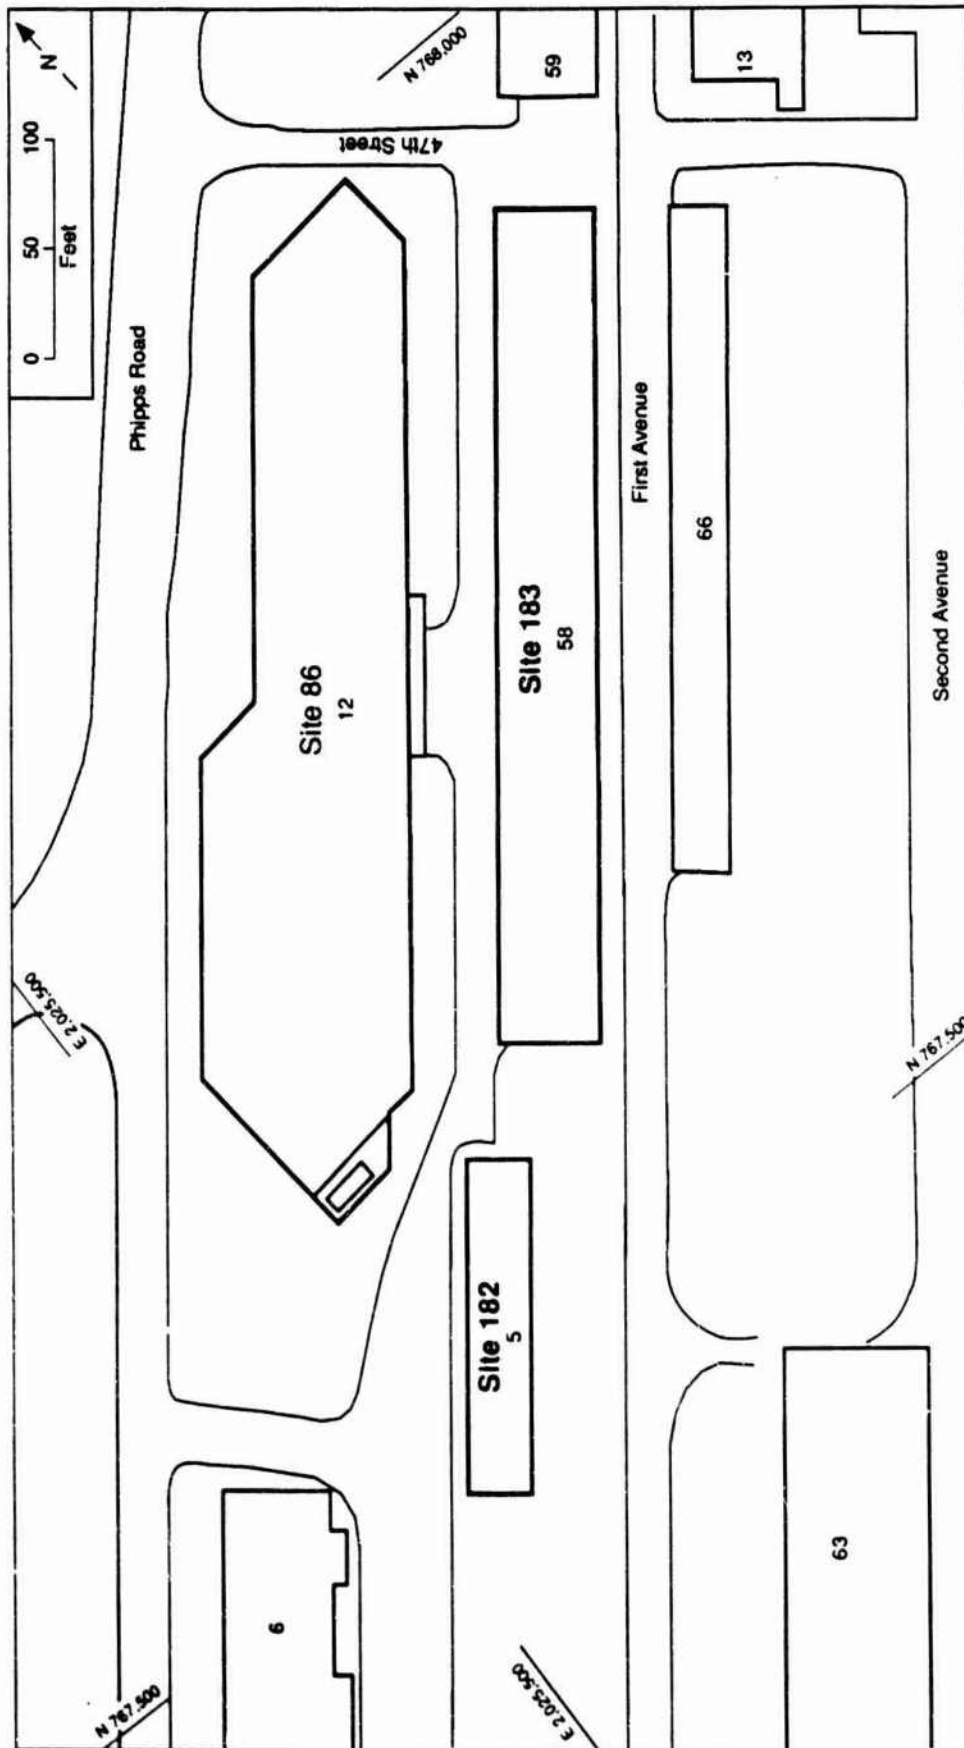 N
0 50 100
Feet
Phipps Road
N 768,000
47th Street
59
13
Site 86
12
Site 183
58
First Avenue
66
Second Avenue
E 2,025,500
N 767,500
Site 182
5
6
63
N 767,500
E 2,025,500